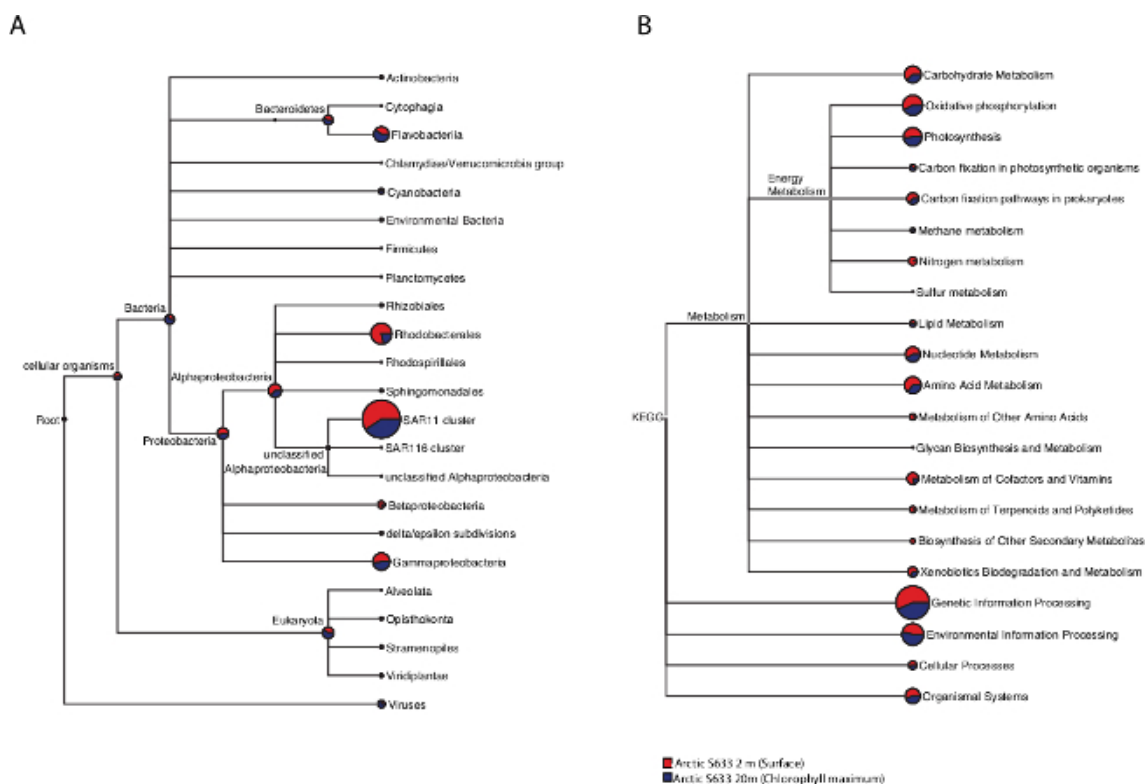 A
B
Actinobacteria
Bacteroidetes
Cytophagia
Flavobacteriia
Chlamydiae/Verrucomicrobia group
Cyanobacteria
Environmental Bacteria
Firmicutes
Planctomycetes
Bacteria
Rhizobiales
Rhodobacterales
Rhodospirillales
cellular organisms
Alphaproteobacteria
Sphingomonadales
Root
SAR11 cluster
Proteobacteria
SAR116 cluster
unclassified
Alphaproteobacteria
unclassified Alphaproteobacteria
Betaproteobacteria
delta/epsilon subdivisions
Gammaproteobacteria
Alveolata
Eukaryota
Opisthokonta
Stramenopiles
Viridiplantae
Viruses
Carbohydrate Metabolism
Oxidative phosphorylation
Photosynthesis
Carbon fixation in photosynthetic organisms
Energy
Metabolism
Carbon fixation pathways in prokaryotes
Methane metabolism
Nitrogen metabolism
Sulfur metabolism
Metabolism
Lipid Metabolism
Nucleotide Metabolism
Amino Acid Metabolism
KEGG
Metabolism of Other Amino Acids
Glycan Biosynthesis and Metabolism
Metabolism of Cofactors and Vitamins
Metabolism of Terpenoids and Polyketides
Biosynthesis of Other Secondary Metabolites
Xenobiotics Biodegradation and Metabolism
Genetic Information Processing
Environmental Information Processing
Cellular Processes
Organismal Systems
Arctic S633 2 m (Surface)
Arctic S633 20m (Chlorophyll maximum)